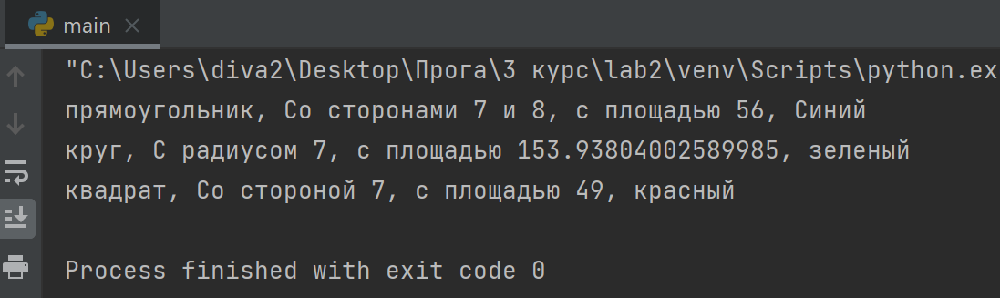 main
"C:\Users\diva2\Desktop\Прога\3 курс\lab2\venv\Scripts\python.ex
прямоугольник, Со сторонами 7 и 8, с площадью 56, Синий
круг, С радиусом 7, с площадью 153.93804002589985, зеленый
квадрат, Со стороной 7, с площадью 49, красный
Process finished with exit code 0